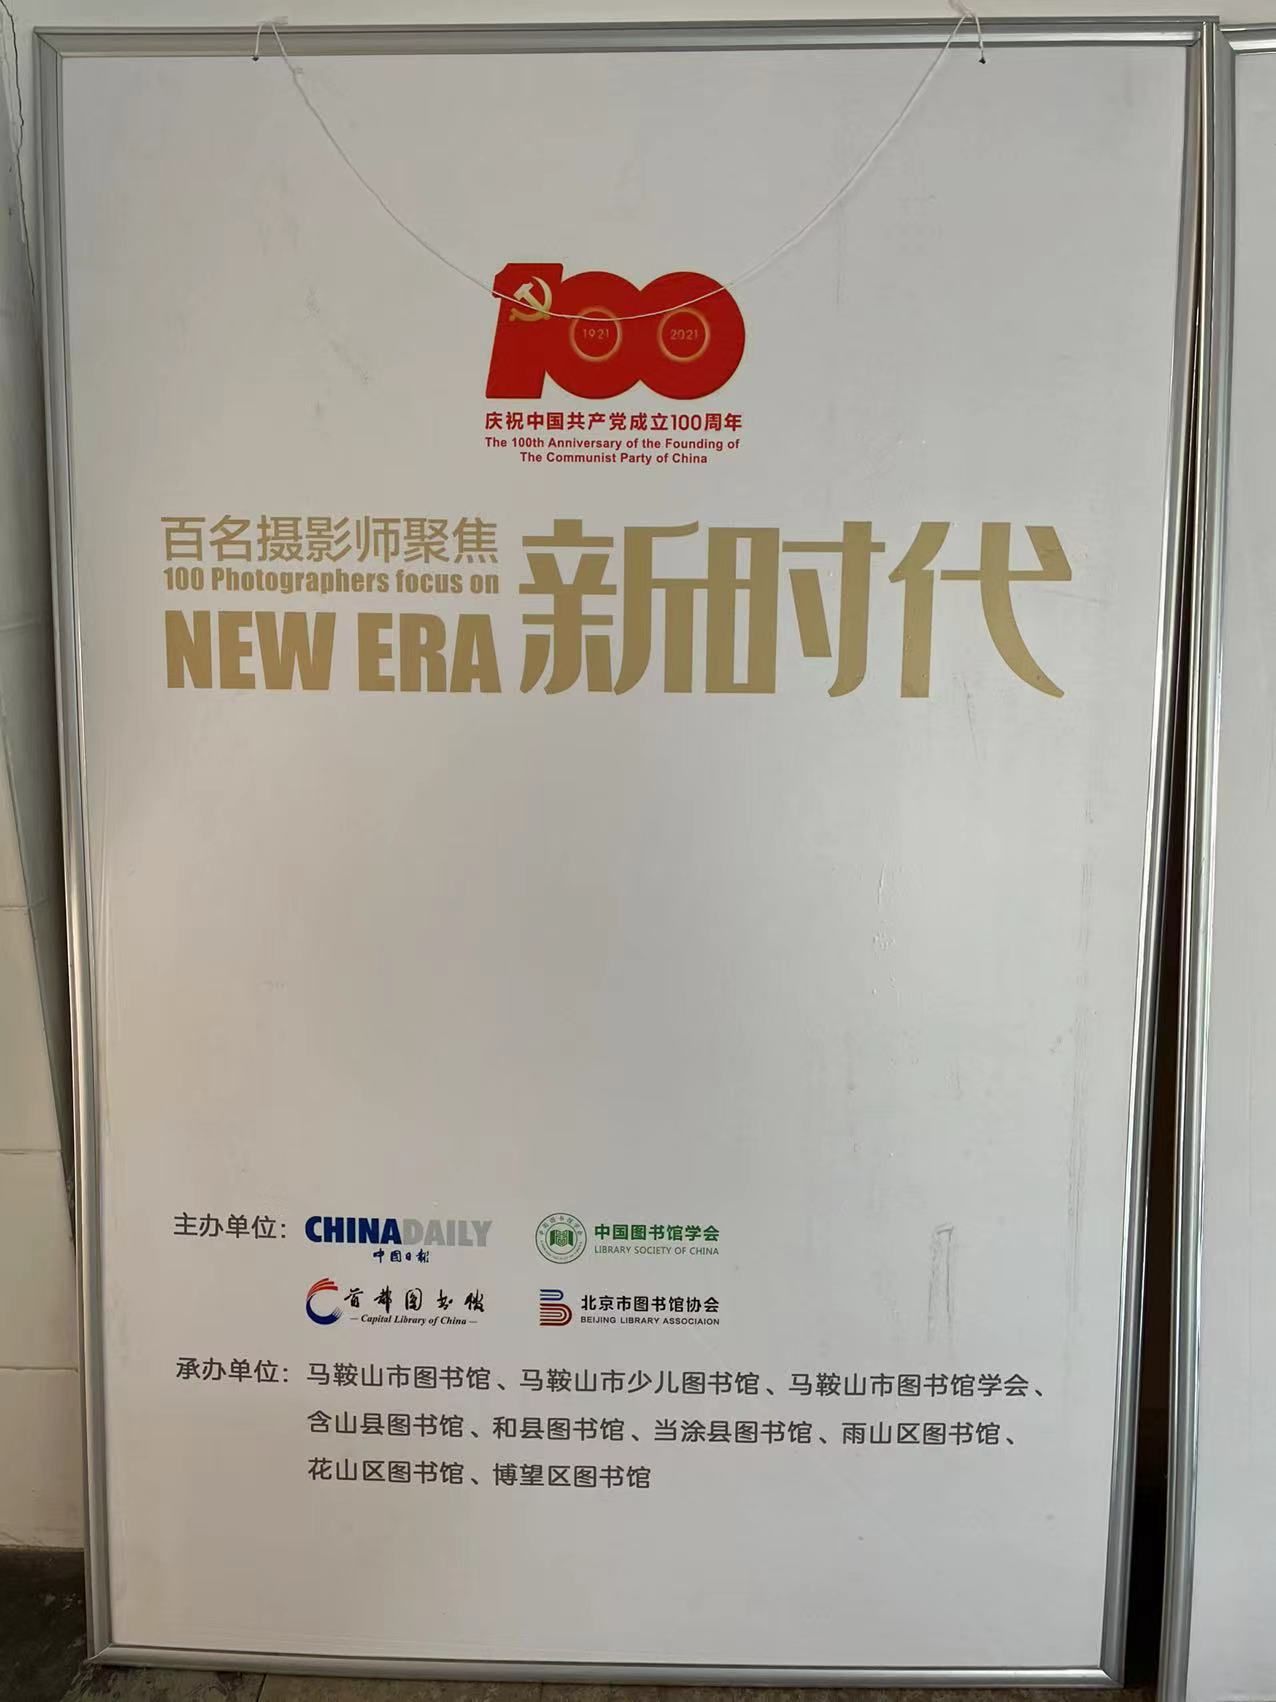 1921
2021
庆祝中国共产党成立100周年
The 100th Anniversary of the Founding of
The Communist Party of China
百名摄影师聚焦
100 Photographers focus on
NEW ERA
新时代
主办单位：
CHINADAILY
中国日报
中国图书馆学会
LIBRARY SOCIETY OF CHINA
首都图书馆
Capital Library of China
北京市图书馆协会
BEIJING LIBRARY ASSOCIAION
承办单位：马鞍山市图书馆、马鞍山市少儿图书馆、马鞍山市图书馆学会、
含山县图书馆、和县图书馆、当涂县图书馆、雨山区图书馆、
花山区图书馆、博望区图书馆